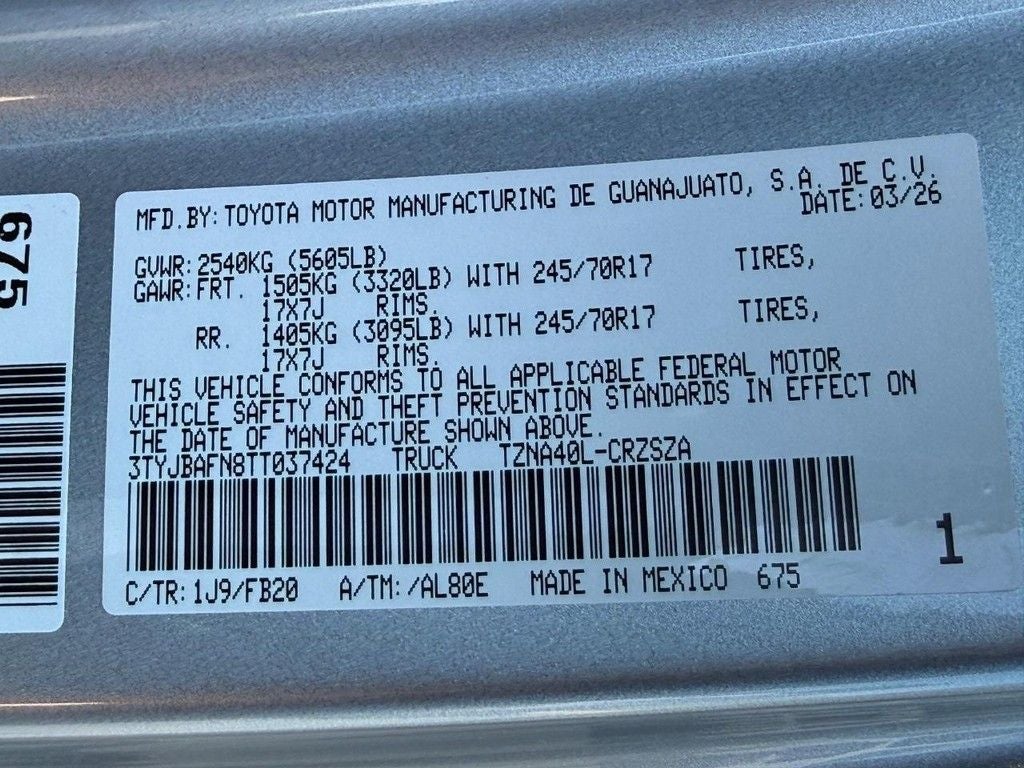 675
MFD.BY: TOYOTA MOTOR MANUFACTURING DE GUANAJUATO, S.A. DE C.V.
DATE: 03/26
GVWR: 2540KG (5605LB)
GAWR: FRT. 1505KG (3320LB) WITH 245/70R17 TIRES,
17X7J RIMS.
RR. 1405KG (3095LB) WITH 245/70R17 TIRES,
17X7J RIMS.
THIS VEHICLE CONFORMS TO ALL APPLICABLE FEDERAL MOTOR
VEHICLE SAFETY AND THEFT PREVENTION STANDARDS IN EFFECT ON
THE DATE OF MANUFACTURE SHOWN ABOVE.
3TYJBAFN8TT037424 TRUCK TZNA40L-CRZSZA
1
C/TR: 1J9/FB20 A/TM: /AL80E MADE IN MEXICO 675